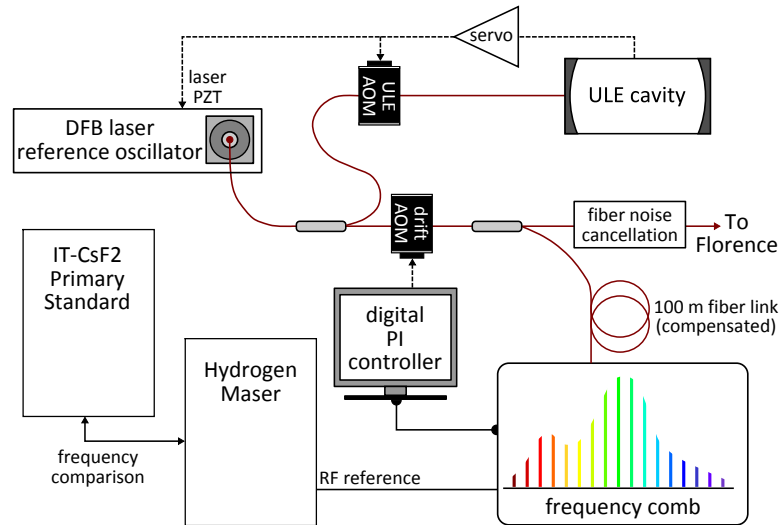 servo
laser
PZT
ULE
AOM
ULE cavity
DFB laser
reference oscillator
drift
AOM
fiber noise
cancellation
To
Florence
IT-CsF2
Primary
Standard
digital
PI
controller
100 m fiber link
(compensated)
Hydrogen
Maser
frequency
comparison
RF reference
frequency comb